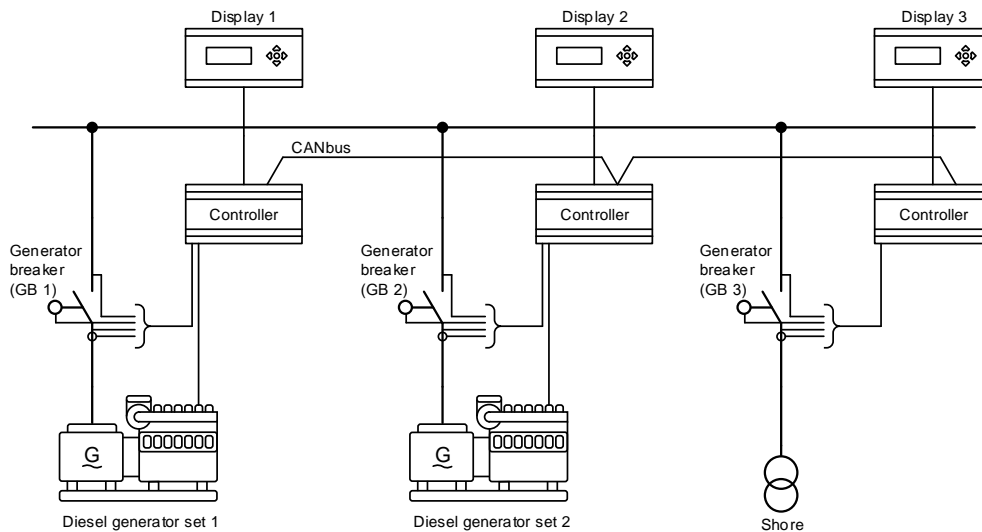 Display 1
Display 2
Display 3
CANbus
Controller
Controller
Controller
Generator
breaker
(GB 1)
Generator
breaker
(GB 2)
Generator
breaker
(GB 3)
G
G
Diesel generator set 1
Diesel generator set 2
Shore